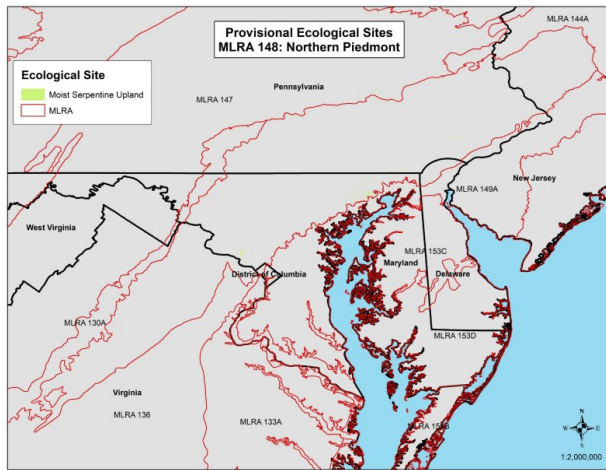 Provisional Ecological Sites
MLRA 148: Northern Piedmont
MLRA 144A
Ecological Site
Moist Serpentine Upland
MLRA
Pennsylvania
MLRA 147
New Jersey
MLRA 149A
West Virginia
MLRA 153C
Maryland
District of Columbia
Delaware
MLRA 130A
MLRA 153D
Virginia
MLRA 136
MLRA 133A
N
W E
S
1:2,000,000